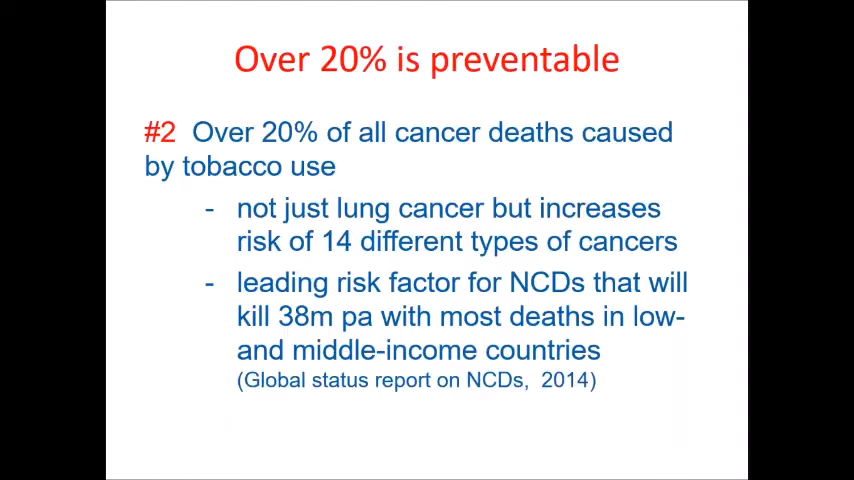 Over 20% is preventable
#2 Over 20% of all cancer deaths caused
by tobacco use
- not just lung cancer but increases
risk of 14 different types of cancers
- leading risk factor for NCDs that will
kill 38m pa with most deaths in low-
and middle-income countries
(Global status report on NCDs, 2014)